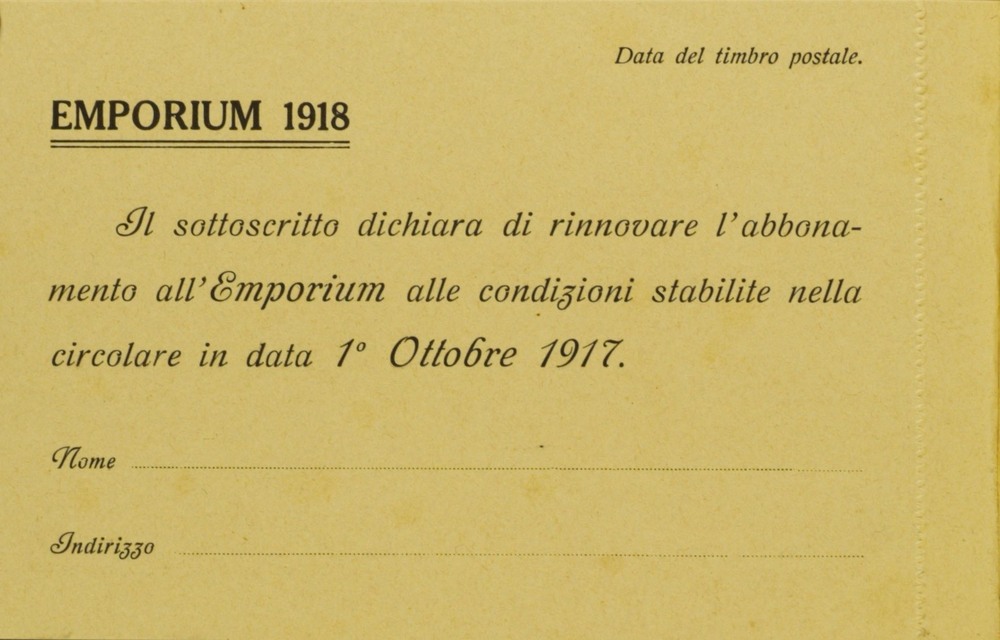 Data del timbro postale.
EMPORIUM 1918
Il sottoscritto dichiara di rinnovare l'abbona-
mento all'Emporium alle condizioni stabilite nella
circolare in data 1º Ottobre 1917.
Nome
Indirizzo